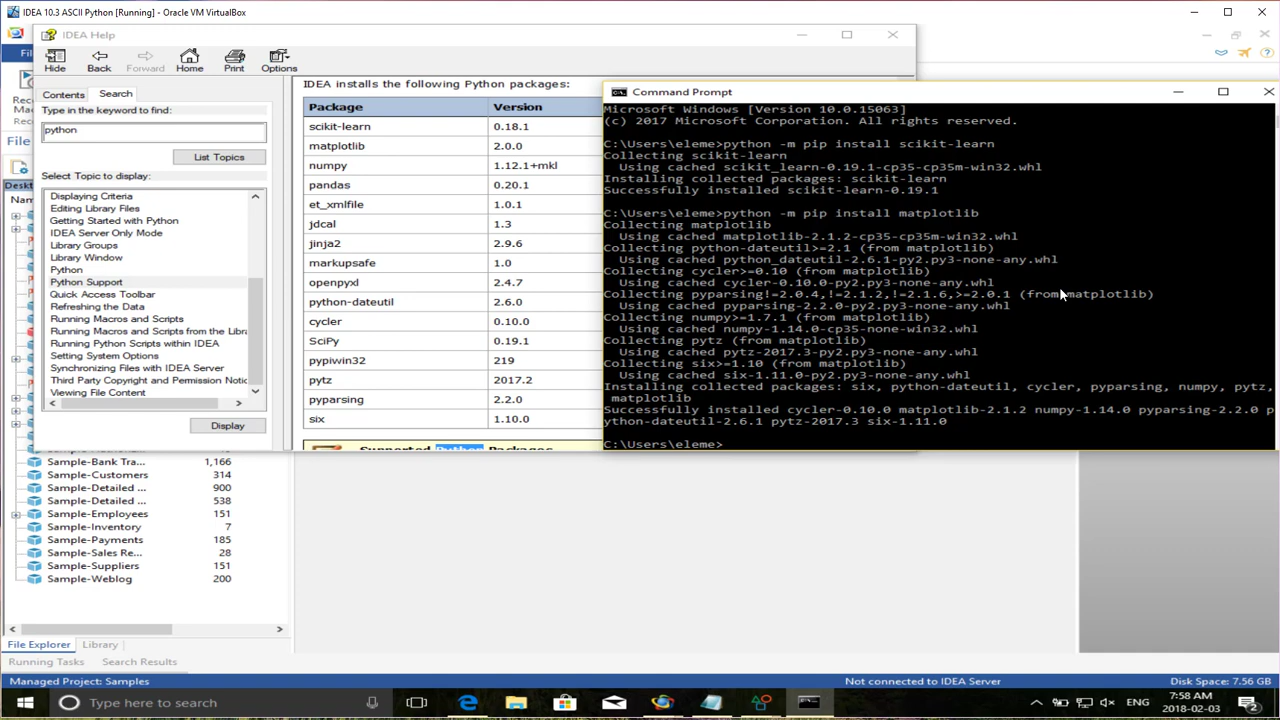 IDEA 10.3 ASCII Python [Running] - Oracle VM VirtualBox
IDEA Help
Hide
Back
Forward
Home
Print
Options
Contents
Search
Type in the keyword to find:
python
List Topics
Select Topic to display:
Displaying Criteria
Editing Library Files
Getting Started with Python
IDEA Server Only Mode
Library Groups
Library Window
Python
Python Support
Quick Access Toolbar
Refreshing the Data
Running Macros and Scripts
Running Macros and Scripts from the Libra
Running Python Scripts within IDEA
Setting System Options
Synchronizing Files with IDEA Server
Third Party Copyright and Permission Notic
Viewing File Content
Display
IDEA installs the following Python packages:
Package Version
scikit-learn 0.18.1
matplotlib 2.0.0
numpy 1.12.1+mkl
pandas 0.20.1
et_xmlfile 1.0.1
jdcal 1.3
jinja2 2.9.6
markupsafe 1.0
openpyxl 2.4.7
python-dateutil 2.6.0
cycler 0.10.0
SciPy 0.19.1
pypiwin32 219
pytz 2017.2
pyparsing 2.2.0
six 1.10.0
Supported Python Packages
Command Prompt
Microsoft Windows [Version 10.0.15063]
(c) 2017 Microsoft Corporation. All rights reserved.
C:\Users\eleme>python -m pip install scikit-learn
Collecting scikit-learn
Using cached scikit_learn-0.19.1-cp35-cp35m-win32.whl
Installing collected packages: scikit-learn
Successfully installed scikit-learn-0.19.1
C:\Users\eleme>python -m pip install matplotlib
Collecting matplotlib
Using cached matplotlib-2.1.2-cp35-cp35m-win32.whl
Collecting python-dateutil>=2.1 (from matplotlib)
Using cached python_dateutil-2.6.1-py2.py3-none-any.whl
Collecting cycler>=0.10 (from matplotlib)
Using cached cycler-0.10.0-py2.py3-none-any.whl
Collecting pyparsing!=2.0.4,!=2.1.2,!=2.1.6,>=2.0.1 (from matplotlib)
Using cached pyparsing-2.2.0-py2.py3-none-any.whl
Collecting numpy>=1.7.1 (from matplotlib)
Using cached numpy-1.14.0-cp35-none-win32.whl
Collecting pytz (from matplotlib)
Using cached pytz-2017.3-py2.py3-none-any.whl
Collecting six>=1.10 (from matplotlib)
Using cached six-1.11.0-py2.py3-none-any.whl
Installing collected packages: six, python-dateutil, cycler, pyparsing, numpy, pytz,
matplotlib
Successfully installed cycler-0.10.0 matplotlib-2.1.2 numpy-1.14.0 pyparsing-2.2.0 p
ython-dateutil-2.6.1 pytz-2017.3 six-1.11.0
C:\Users\eleme>
Sample-Bank Tra... 1,166
Sample-Customers 314
Sample-Detailed ... 900
Sample-Detailed ... 538
Sample-Employees 151
Sample-Inventory 7
Sample-Payments 185
Sample-Sales Re... 28
Sample-Suppliers 151
Sample-Weblog 200
File Explorer
Library
Running Tasks
Search Results
Managed Project: Samples
Not connected to IDEA Server
Disk Space: 7.56 GB
Type here to search
ENG
7:58 AM
2018-02-03
2